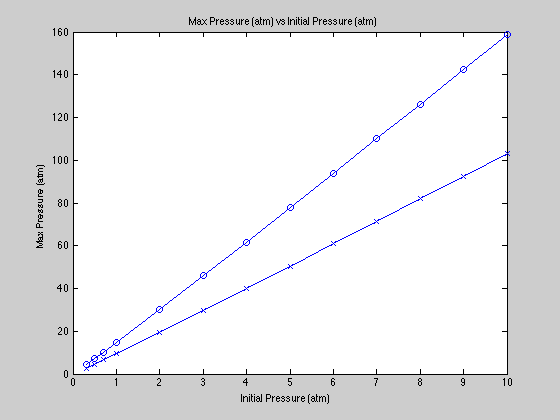 Max Pressure (atm) vs Initial Pressure (atm)
160
140
120
100
80
60
40
20
0
0 1 2 3 4 5 6 7 8 9 10
Max Pressure (atm)
Initial Pressure (atm)